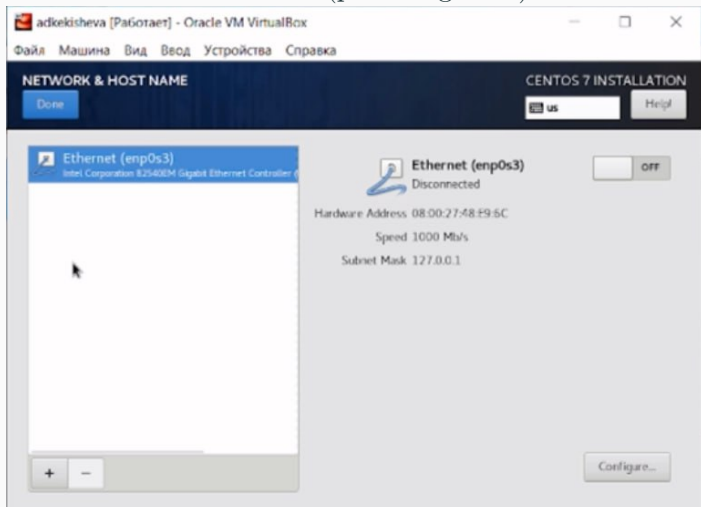 adkekisheva [Работает] - Oracle VM VirtualBox
Файл Машина Вид Ввод Устройства Справка
NETWORK & HOST NAME
CENTOS 7 INSTALLATION
Done
us
Help!
Ethernet (enp0s3)
Intel Corporation 82540EM Gigabit Ethernet Controller (
Ethernet (enp0s3)
Disconnected
OFF
Hardware Address 08:00:27:48:E9:6C
Speed 1000 Mb/s
Subnet Mask 127.0.0.1
+ −
Configure...